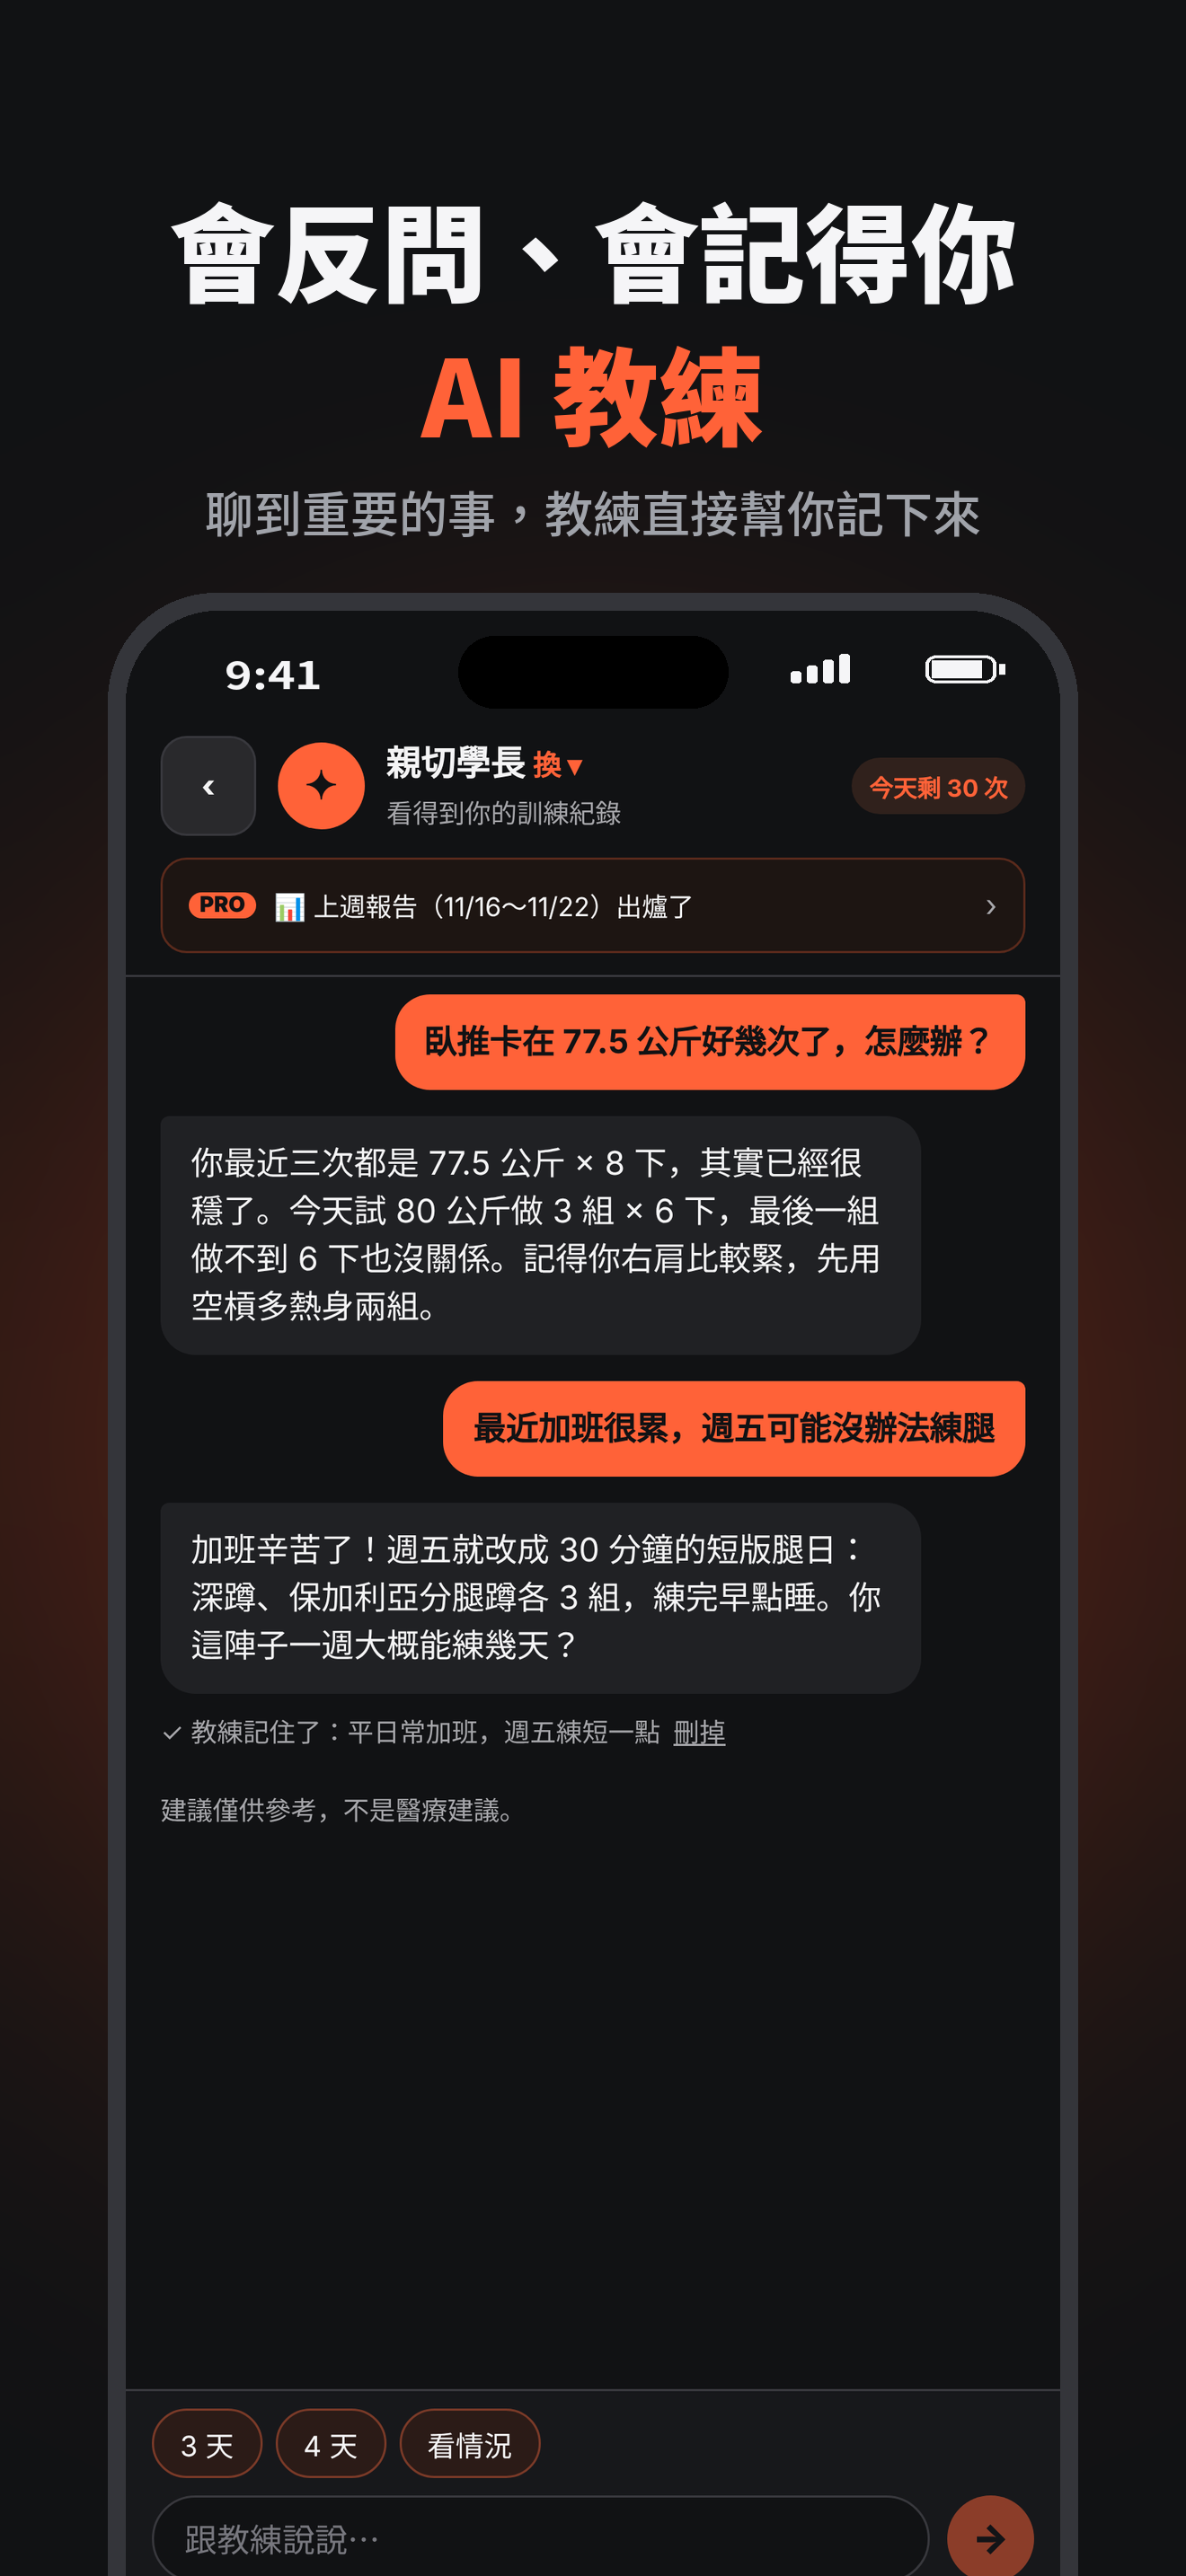 會反問、會記得你
AI 教練
聊到重要的事，教練直接幫你記下來
9:41
‹
親切學長 換▾
看得到你的訓練紀錄
今天剩 30 次
PRO 📊 上週報告（11/16～11/22）出爐了 ›
臥推卡在 77.5 公斤好幾次了，怎麼辦？
你最近三次都是 77.5 公斤 × 8 下，其實已經很
穩了。今天試 80 公斤做 3 組 × 6 下，最後一組
做不到 6 下也沒關係。記得你右肩比較緊，先用
空槓多熱身兩組。
最近加班很累，週五可能沒辦法練腿
加班辛苦了！週五就改成 30 分鐘的短版腿日：
深蹲、保加利亞分腿蹲各 3 組，練完早點睡。你
這陣子一週大概能練幾天？
✓ 教練記住了：平日常加班，週五練短一點 刪掉
建議僅供參考，不是醫療建議。
3 天
4 天
看情況
跟教練說說⋯